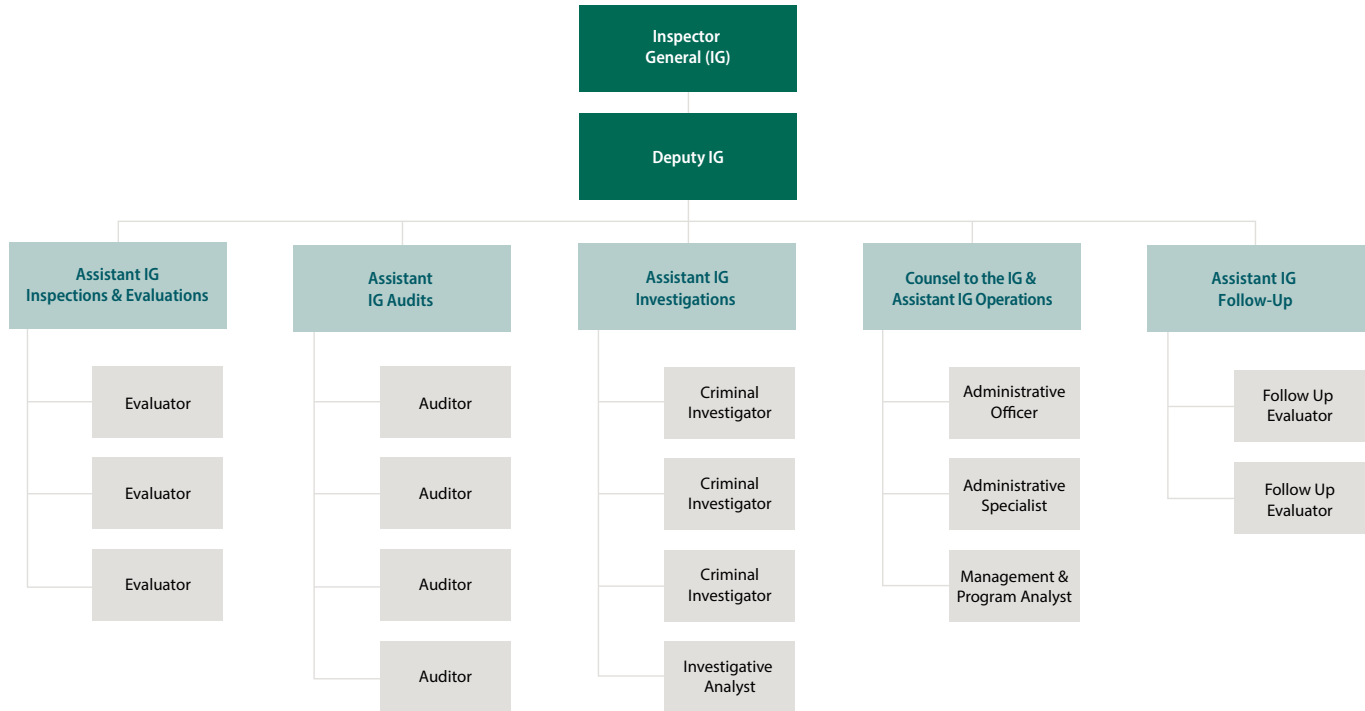 Inspector
General (IG)
Deputy IG
Assistant IG
Inspections & Evaluations
Evaluator
Evaluator
Evaluator
Assistant
IG Audits
Auditor
Auditor
Auditor
Auditor
Assistant IG
Investigations
Criminal
Investigator
Criminal
Investigator
Criminal
Investigator
Investigative
Analyst
Counsel to the IG &
Assistant IG Operations
Administrative
Officer
Administrative
Specialist
Management &
Program Analyst
Assistant IG
Follow-Up
Follow Up
Evaluator
Follow Up
Evaluator